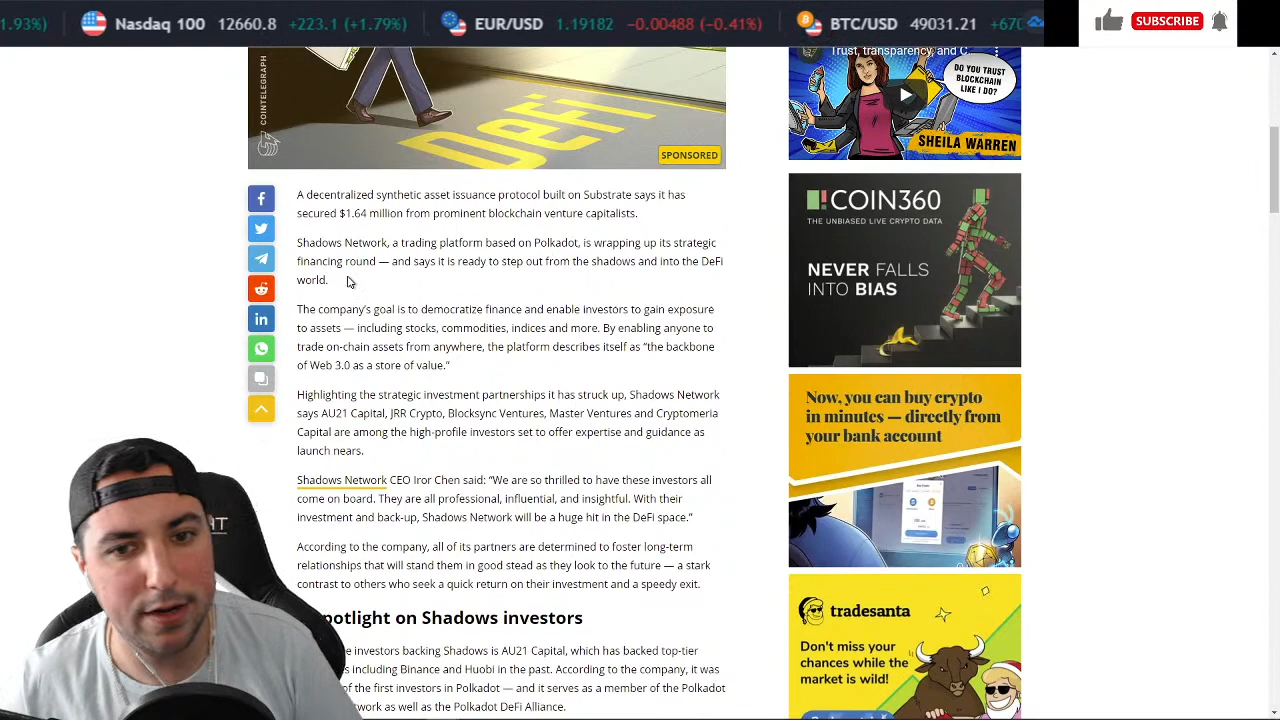 1.93%)
Nasdaq 100 12660.8 +223.1 (+1.79%)
EUR/USD 1.19182 −0.00488 (−0.41%)
BTC/USD 49031.21 +670
SUBSCRIBE
COINTELEGRAPH
DEFI
SPONSORED
A decentralized synthetic asset issuance protocol built on Substrate says it has
secured $1.64 million from prominent blockchain venture capitalists.
Shadows Network, a trading platform based on Polkadot, is wrapping up its strategic
financing round — and says it is ready to step out from the shadows and into the DeFi
world.
The company's goal is to democratize finance and enable investors to gain exposure
to assets — including stocks, commodities, indices and more. By enabling anyone to
trade on-chain assets from anywhere, the platform describes itself as "the backbone
of Web 3.0 as a store of value."
Highlighting the strategic investment partnerships it has struck up, Shadows Network
says AU21 Capital, JRR Crypto, Blocksync Ventures, Master Ventures and Cryptomeria
Capital are among the high-profile investors set to offer expertise and guidance as
launch nears.
Shadows Network CEO Iror Chen said: "We are so thrilled to have these investors all
come on board. They are all professional, influential, and insightful. With their
investment and back-up, Shadows Network will be a huge hit in the DeFi space."
According to the company, all of its partners are determined to foster long-term
relationships that will stand them in good stead as they look to the future — a stark
contrast to others who seek a quick return on their investment and a speedy exit.
potlight on Shadows investors
e investors backing Shadows is AU21 Capital, which has backed top-tier
s including Binance and Huobi in the past. According to the company, it was
of the first investors in Polkadot — and it serves as a member of the Polkadot
work as well as the Polkadot DeFi Alliance.
Trust, transparency, and C...
DO YOU TRUST
BLOCKCHAIN
LIKE I DO?
SHEILA WARREN
COIN360
THE UNBIASED LIVE CRYPTO DATA
NEVER FALLS
INTO BIAS
Now, you can buy crypto
in minutes — directly from
your bank account
tradesanta
Don't miss your
chances while the
market is wild!